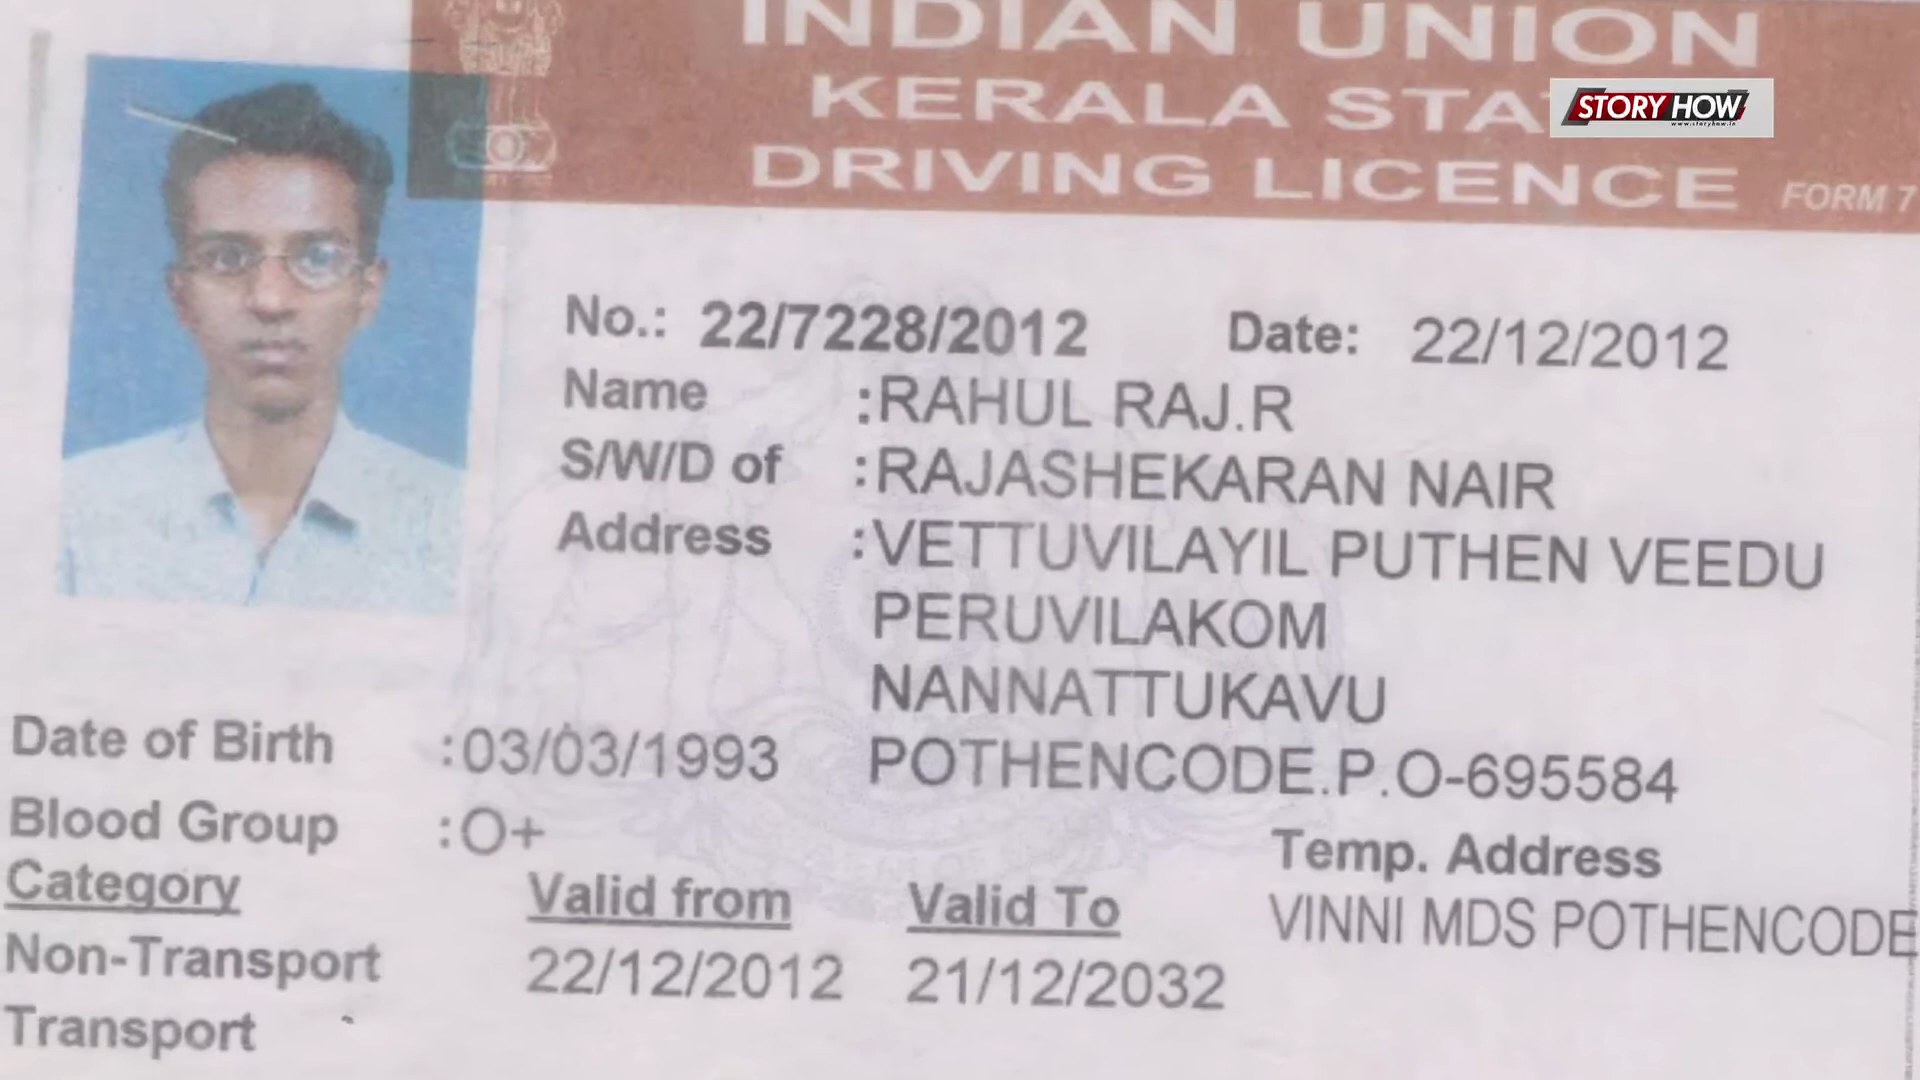 INDIAN UNION
KERALA STA
STORY HOW
www.storyhow.in
DRIVING LICENCE FORM 7
No.: 22/7228/2012 Date: 22/12/2012
Name :RAHUL RAJ.R
S/W/D of :RAJASHEKARAN NAIR
Address :VETTUVILAYIL PUTHEN VEEDU
PERUVILAKOM
NANNATTUKAVU
Date of Birth :03/03/1993 POTHENCODE.P.O-695584
Blood Group :O+
Temp. Address
Category Valid from Valid To
VINNI MDS POTHENCODE
Non-Transport 22/12/2012 21/12/2032
Transport -